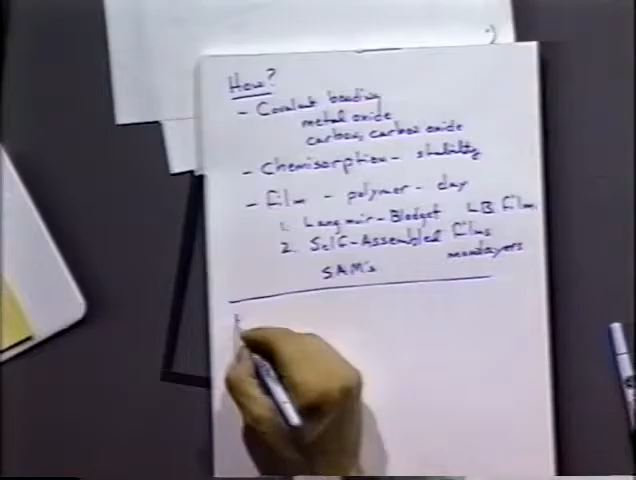 How?
- Covalent bonding
metal oxide
carbon, carbon oxide
- Chemisorption - stability
- Film - polymer - clay
1. Langmuir-Blodget LB film
2. Self-Assembled films
monolayers
SAM's